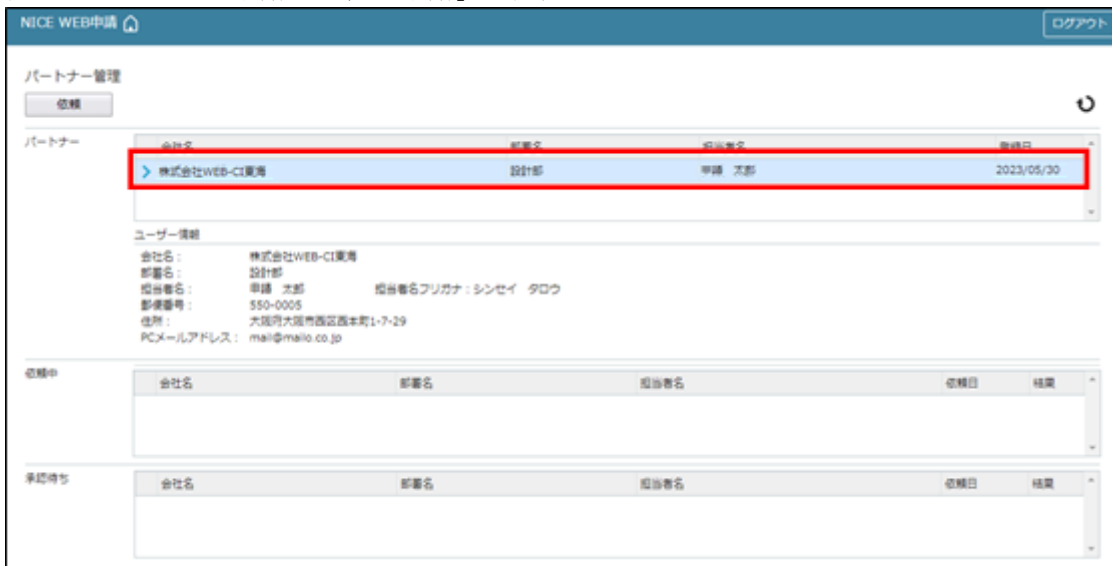 NICE WEB申請
ログアウト
パートナー管理
依頼
パートナー
会社名 部署名 担当者名 登録日
株式会社WEB-CI東海 設計部 申請 太郎 2023/05/30
ユーザー情報
会社名： 株式会社WEB-CI東海
部署名： 設計部
担当者名： 申請 太郎 担当者名フリガナ：シンセイ タロウ
郵便番号： 550-0005
住所： 大阪府大阪市西区西本町1-7-29
PCメールアドレス： mail@mailo.co.jp
依頼中
会社名 部署名 担当者名 依頼日 結果
承認待ち
会社名 部署名 担当者名 依頼日 結果